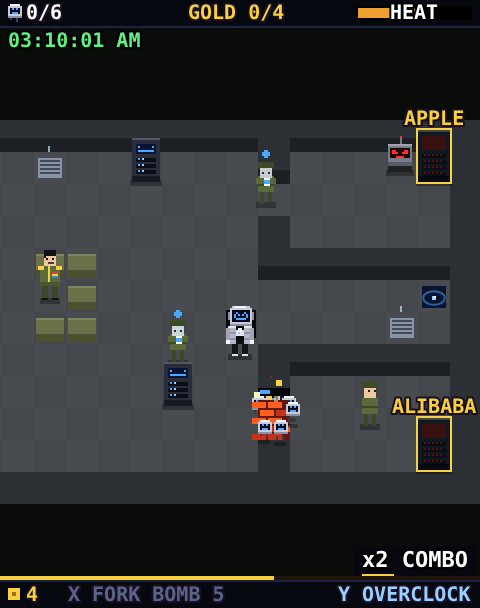 0/6 GOLD 0/4 HEAT
03:10:01 AM
APPLE
ALIBABA
x2 COMBO
4 X FORK BOMB 5 Y OVERCLOCK